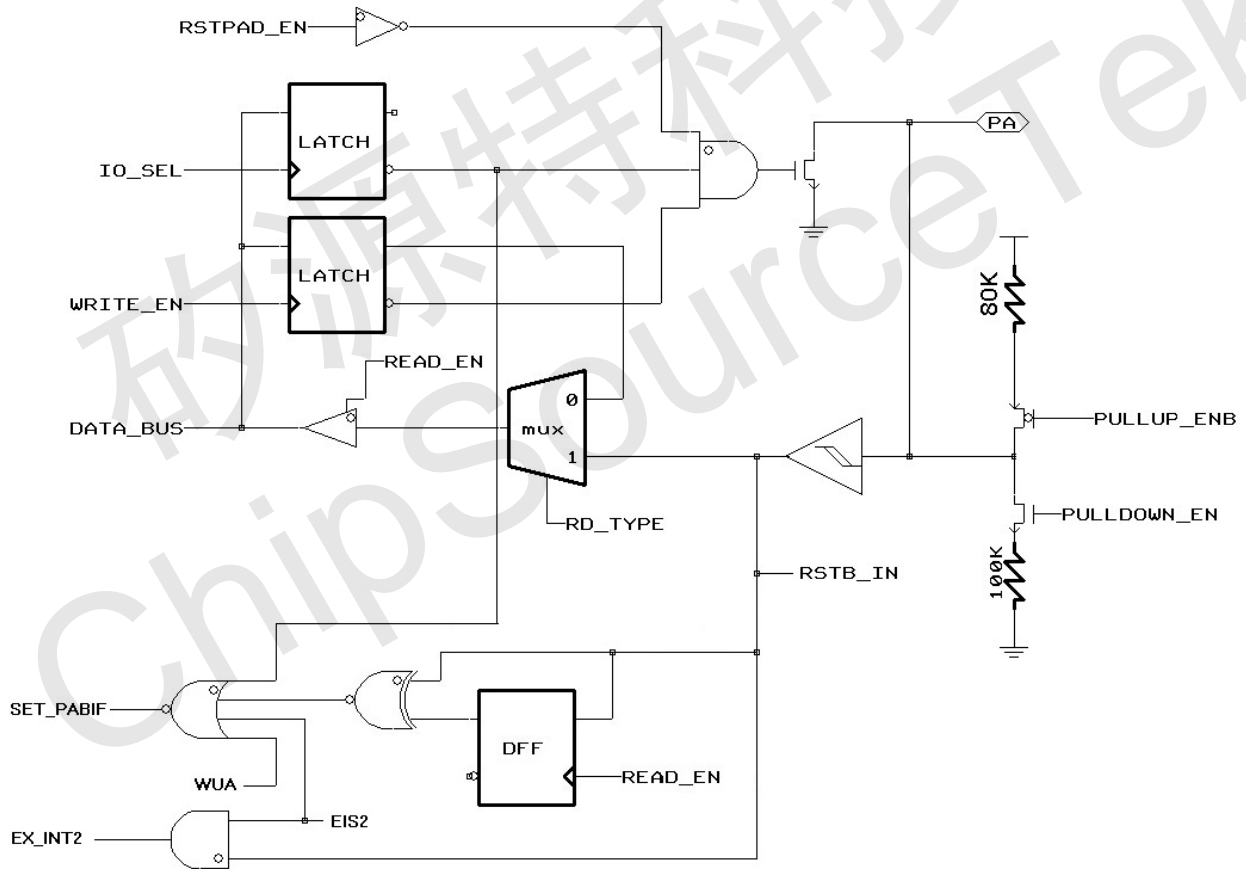 RSTPAD_EN
LATCH
IO_SEL
PA
LATCH
WRITE_EN
80K
READ_EN
0
DATA_BUS
mux
PULLUP_ENB
1
RD_TYPE
PULLDOWN_EN
RSTB_IN
100K
SET_PABIF
DFF
READ_EN
WUA
EIS2
EX_INT2
矽源特科技
ChipSourceTek